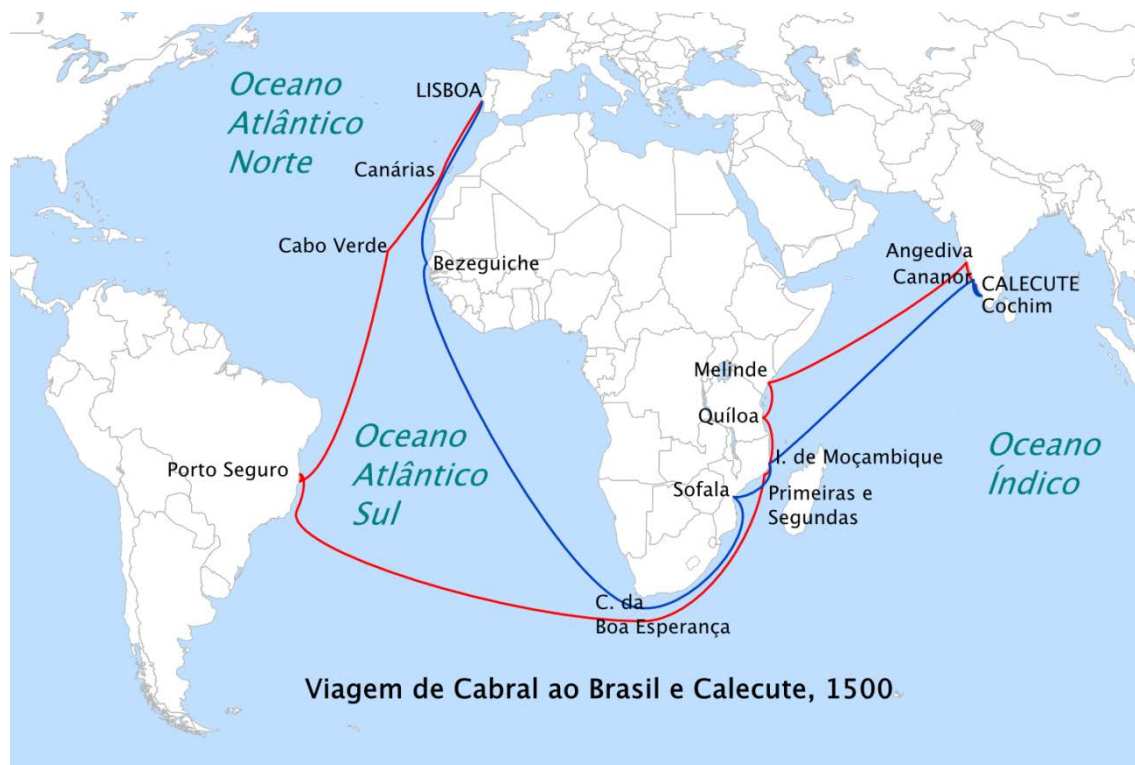 Oceano
Atlântico
Norte
LISBOA
Canárias
Cabo Verde
Bezeguiche
Angediva
Cananor
CALECUTE
Cochim
Melinde
Quíloa
Oceano
Atlântico
Sul
Oceano
Índico
Porto Seguro
I. de Moçambique
Sofala
Primeiras e
Segundas
C. da
Boa Esperança
Viagem de Cabral ao Brasil e Calecute, 1500